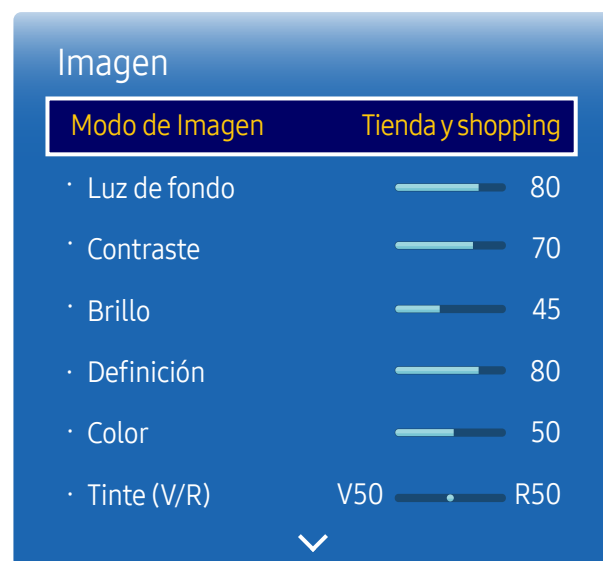 Imagen
Modo de Imagen Tienda y shopping
· Luz de fondo 80
· Contraste 70
· Brillo 45
· Definición 80
· Color 50
· Tinte (V/R) V50 R50